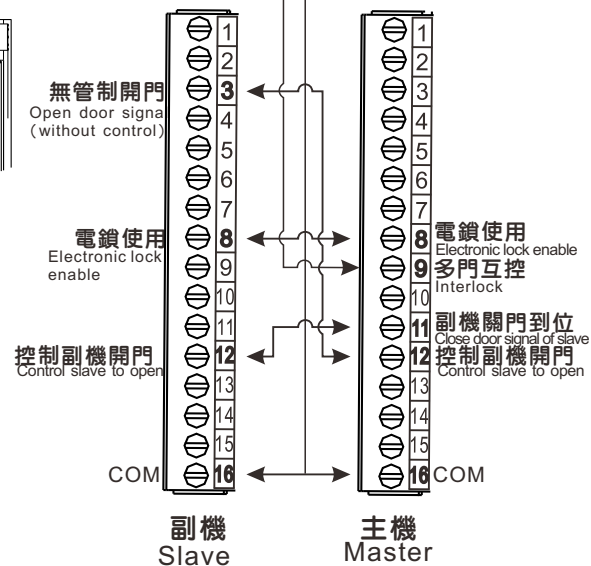 1
2
無管制開門
3
Open door signa
(without control)
4
5
6
7
電鎖使用
8
Electronic lock
enable
9
10
11
控制副機開門
12
Control slave to open
13
14
15
COM
16
副機
Slave
1
2
3
4
5
6
7
8
電鎖使用
Electronic lock enable
9
多門互控
Interlock
10
11
副機關門到位
Close door signal of slave
12
控制副機開門
Control slave to open
13
14
15
16
COM
主機
Master